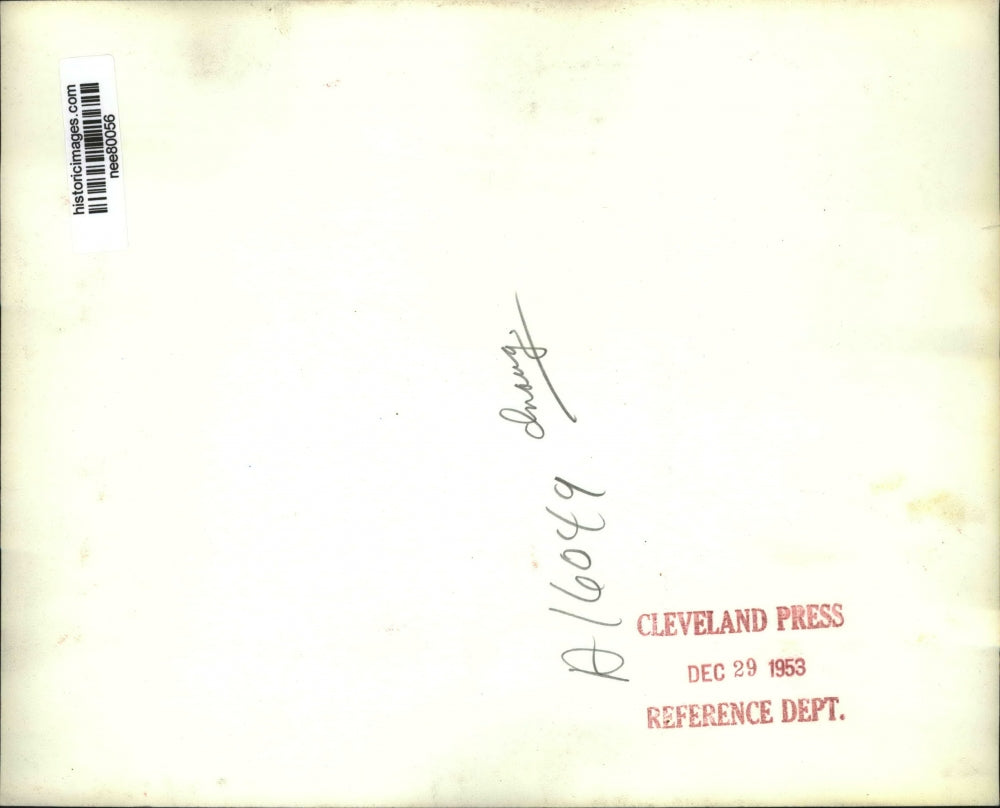 historicimages.com
nee80056
A16049
CLEVELAND PRESS
DEC 29 1953
REFERENCE DEPT.